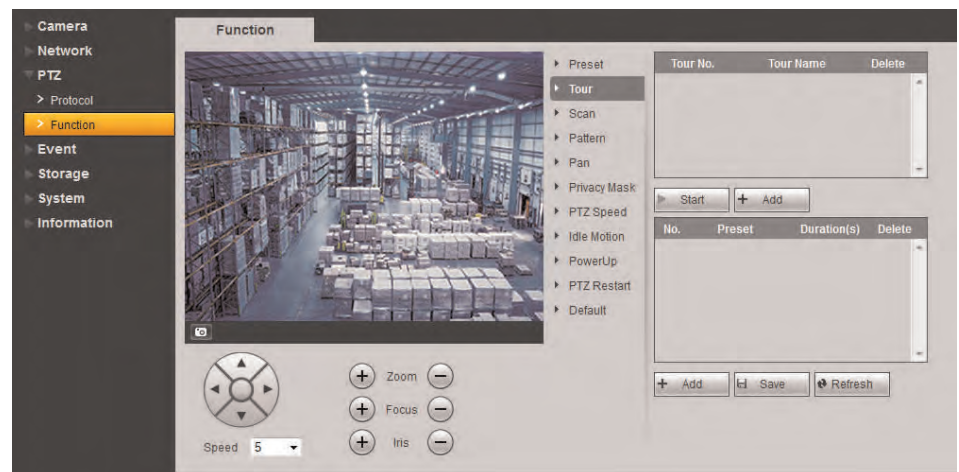 Camera
Network
PTZ
> Protocol
> Function
Event
Storage
System
Information
Function
Preset
Tour
Scan
Pattern
Pan
Privacy Mask
PTZ Speed
Idle Motion
PowerUp
PTZ Restart
Default
Zoom
Focus
Iris
Speed 5
Tour No. Tour Name Delete
Start + Add
No. Preset Duration(s) Delete
+ Add Save Refresh